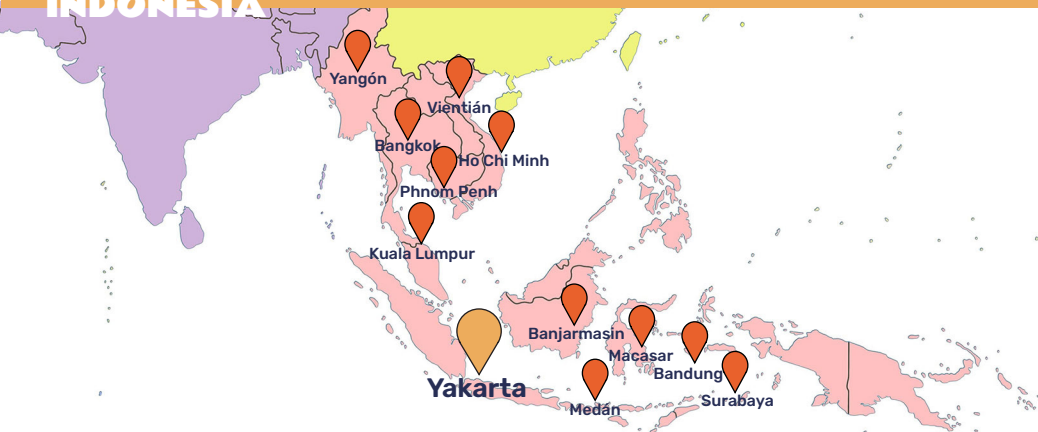 INDONESIA
Yangón
Vientián
Bangkok
Ho Chi Minh
Phnom Penh
Kuala Lumpur
Banjarmasin
Macasar
Bandung
Yakarta
Surabaya
Medán